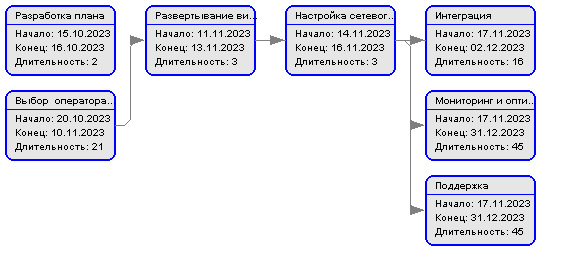 Разработка плана
Начало: 15.10.2023
Конец: 16.10.2023
Длительность: 2
Развертывание ви...
Начало: 11.11.2023
Конец: 13.11.2023
Длительность: 3
Настройка сетевог...
Начало: 14.11.2023
Конец: 16.11.2023
Длительность: 3
Интеграция
Начало: 17.11.2023
Конец: 02.12.2023
Длительность: 16
Выбор оператора...
Начало: 20.10.2023
Конец: 10.11.2023
Длительность: 21
Мониторинг и опти...
Начало: 17.11.2023
Конец: 31.12.2023
Длительность: 45
Поддержка
Начало: 17.11.2023
Конец: 31.12.2023
Длительность: 45